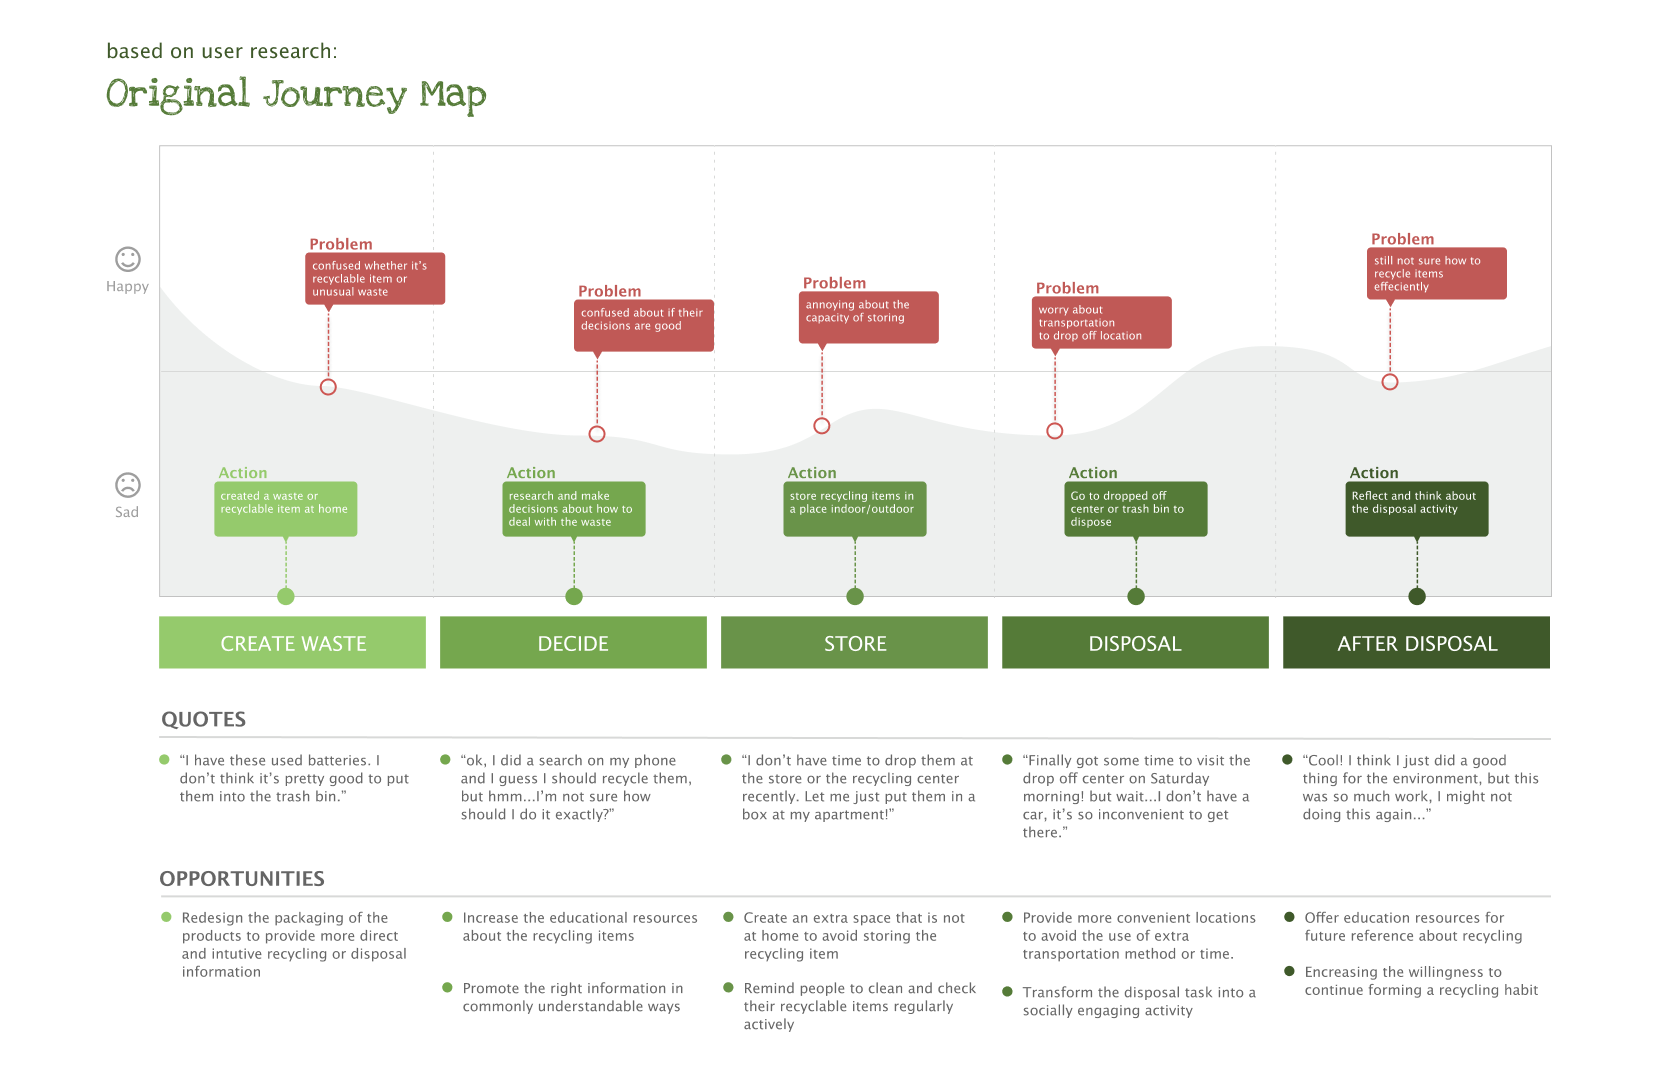 based on user research:
Original Journey Map
Happy
Sad
Problem
confused whether it's
recyclable item or
unusual waste
Problem
confused about if their
decisions are good
Problem
annoying about the
capacity of storing
Problem
worry about
transportation
to drop off location
Problem
still not sure how to
recycle items
effeciently
Action
created a waste or
recyclable item at home
Action
research and make
decisions about how to
deal with the waste
Action
store recycling items in
a place indoor/outdoor
Action
Go to dropped off
center or trash bin to
dispose
Action
Reflect and think about
the disposal activity
CREATE WASTE
DECIDE
STORE
DISPOSAL
AFTER DISPOSAL
QUOTES
“I have these used batteries. I
don’t think it’s pretty good to put
them into the trash bin.”
“ok, I did a search on my phone
and I guess I should recycle them,
but hmm...I’m not sure how
should I do it exactly?”
“I don’t have time to drop them at
the store or the recycling center
recently. Let me just put them in a
box at my apartment!”
“Finally got some time to visit the
drop off center on Saturday
morning! but wait...I don’t have a
car, it’s so inconvenient to get
there.”
“Cool! I think I just did a good
thing for the environment, but this
was so much work, I might not
doing this again...”
OPPORTUNITIES
Redesign the packaging of the
products to provide more direct
and intutive recycling or disposal
information
Increase the educational resources
about the recycling items
Promote the right information in
commonly understandable ways
Create an extra space that is not
at home to avoid storing the
recycling item
Remind people to clean and check
their recyclable items regularly
actively
Provide more convenient locations
to avoid the use of extra
transportation method or time.
Transform the disposal task into a
socially engaging activity
Offer education resources for
future reference about recycling
Encreasing the willingness to
continue forming a recycling habit